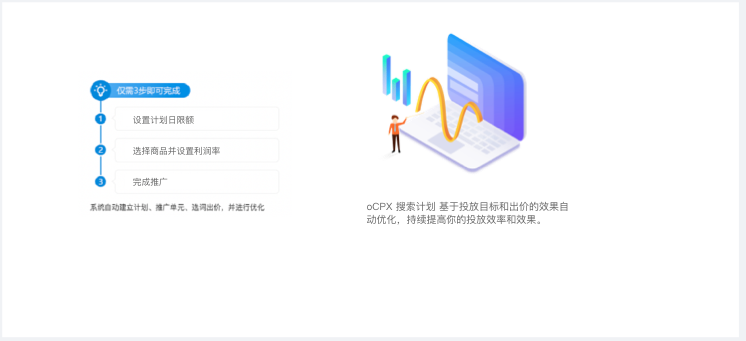 仅需3步即可完成
1 设置计划日限额
2 选择商品并设置利润率
3 完成推广
系统自动建立计划、推广单元、选词出价，并进行优化
oCPX 搜索计划 基于投放目标和出价的效果自
动优化，持续提高你的投放效率和效果。